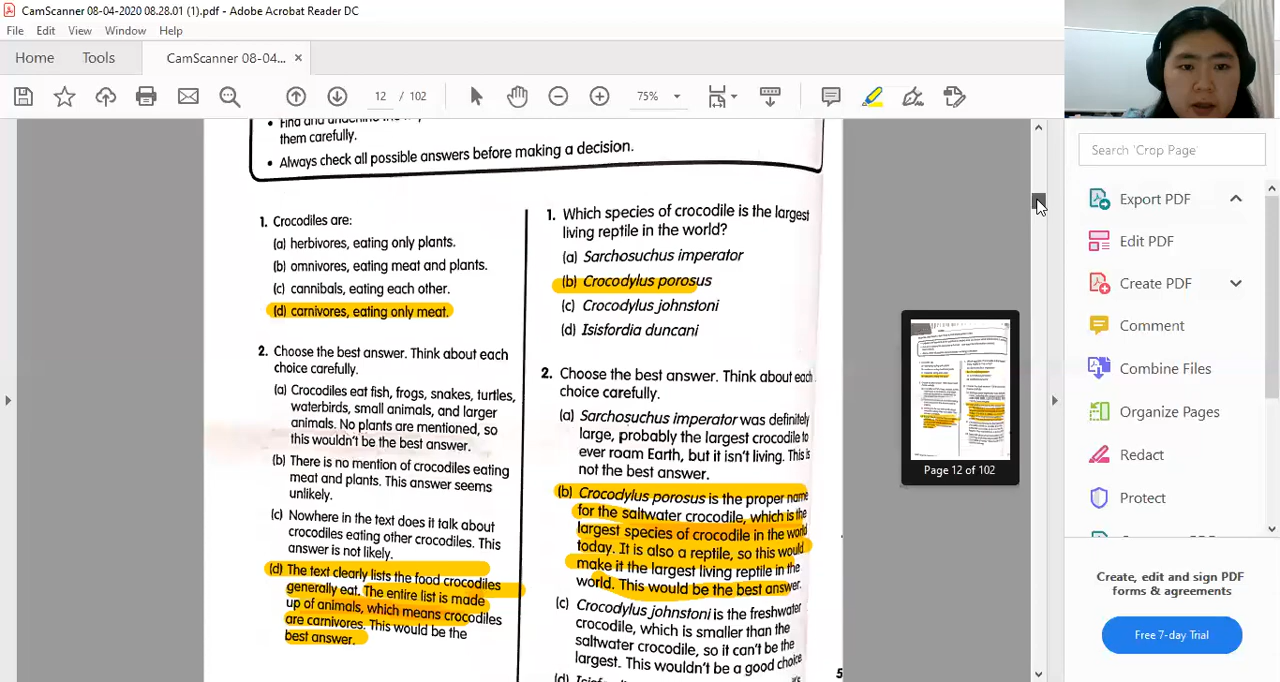 CamScanner 08-04-2020 08.28.01 (1).pdf - Adobe Acrobat Reader DC
File Edit View Window Help
Home Tools CamScanner 08-04... ×
12 / 102 75%
Search 'Crop Page'
Export PDF
Edit PDF
Create PDF
Comment
Combine Files
Organize Pages
Redact
Protect
Create, edit and sign PDF
forms & agreements
Free 7-day Trial
Page 12 of 102
• Find and underline the
them carefully.
• Always check all possible answers before making a decision.
1. Crocodiles are:
(a) herbivores, eating only plants.
(b) omnivores, eating meat and plants.
(c) cannibals, eating each other.
(d) carnivores, eating only meat.
2. Choose the best answer. Think about each
choice carefully.
(a) Crocodiles eat fish, frogs, snakes, turtles,
waterbirds, small animals, and larger
animals. No plants are mentioned, so
this wouldn't be the best answer.
(b) There is no mention of crocodiles eating
meat and plants. This answer seems
unlikely.
(c) Nowhere in the text does it talk about
crocodiles eating other crocodiles. This
answer is not likely.
(d) The text clearly lists the food crocodiles
generally eat. The entire list is made
up of animals, which means crocodiles
are carnivores. This would be the
best answer.
1. Which species of crocodile is the largest
living reptile in the world?
(a) Sarchosuchus imperator
(b) Crocodylus porosus
(c) Crocodylus johnstoni
(d) Isisfordia duncani
2. Choose the best answer. Think about each
choice carefully.
(a) Sarchosuchus imperator was definitely
large, probably the largest crocodile to
ever roam Earth, but it isn't living. This is
not the best answer.
(b) Crocodylus porosus is the proper name
for the saltwater crocodile, which is the
largest species of crocodile in the world
today. It is also a reptile, so this would
make it the largest living reptile in the
world. This would be the best answer.
(c) Crocodylus johnstoni is the freshwater
crocodile, which is smaller than the
saltwater crocodile, so it can't be the
largest. This wouldn't be a good choice
(d)
5